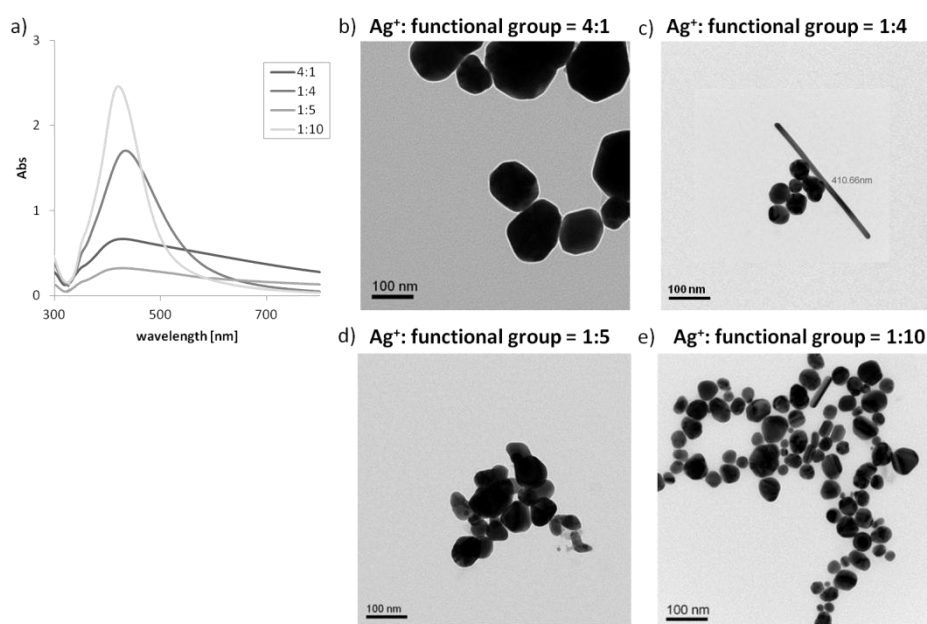 a)
3
2
1
0
Abs
300
500
700
wavelength [nm]
4:1
1:4
1:5
1:10
b) Ag⁺: functional group = 4:1
100 nm
c) Ag⁺: functional group = 1:4
410.66nm
100 nm
d) Ag⁺: functional group = 1:5
100 nm
e) Ag⁺: functional group = 1:10
100 nm